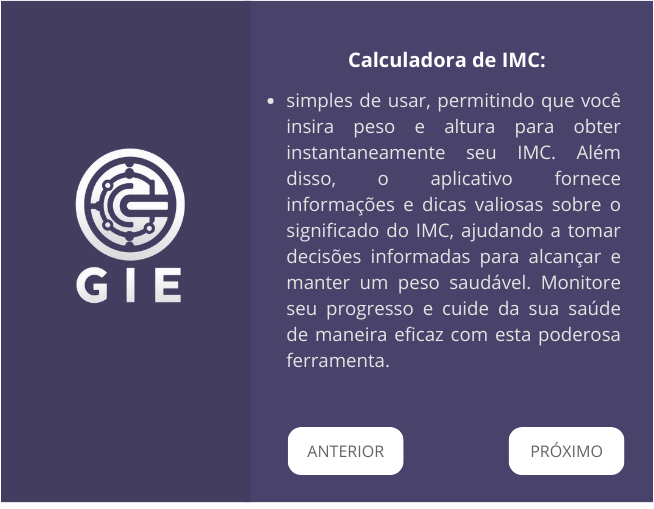 GIE
Calculadora de IMC:
• simples de usar, permitindo que você
insira peso e altura para obter
instantaneamente seu IMC. Além
disso, o aplicativo fornece
informações e dicas valiosas sobre o
significado do IMC, ajudando a tomar
decisões informadas para alcançar e
manter um peso saudável. Monitore
seu progresso e cuide da sua saúde
de maneira eficaz com esta poderosa
ferramenta.
ANTERIOR
PRÓXIMO